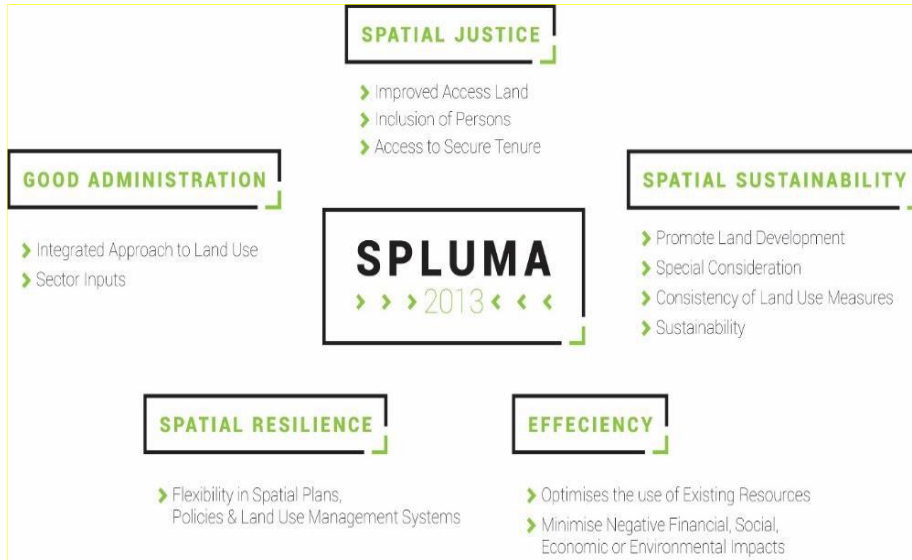 SPATIAL JUSTICE
Improved Access Land
Inclusion of Persons
Access to Secure Tenure
GOOD ADMINISTRATION
Integrated Approach to Land Use
Sector Inputs
SPLUMA
2013
SPATIAL SUSTAINABILITY
Promote Land Development
Special Consideration
Consistency of Land Use Measures
Sustainability
SPATIAL RESILIENCE
Flexibility in Spatial Plans,
Policies & Land Use Management Systems
EFFECIENCY
Optimises the use of Existing Resources
Minimise Negative Financial, Social,
Economic or Environmental Impacts